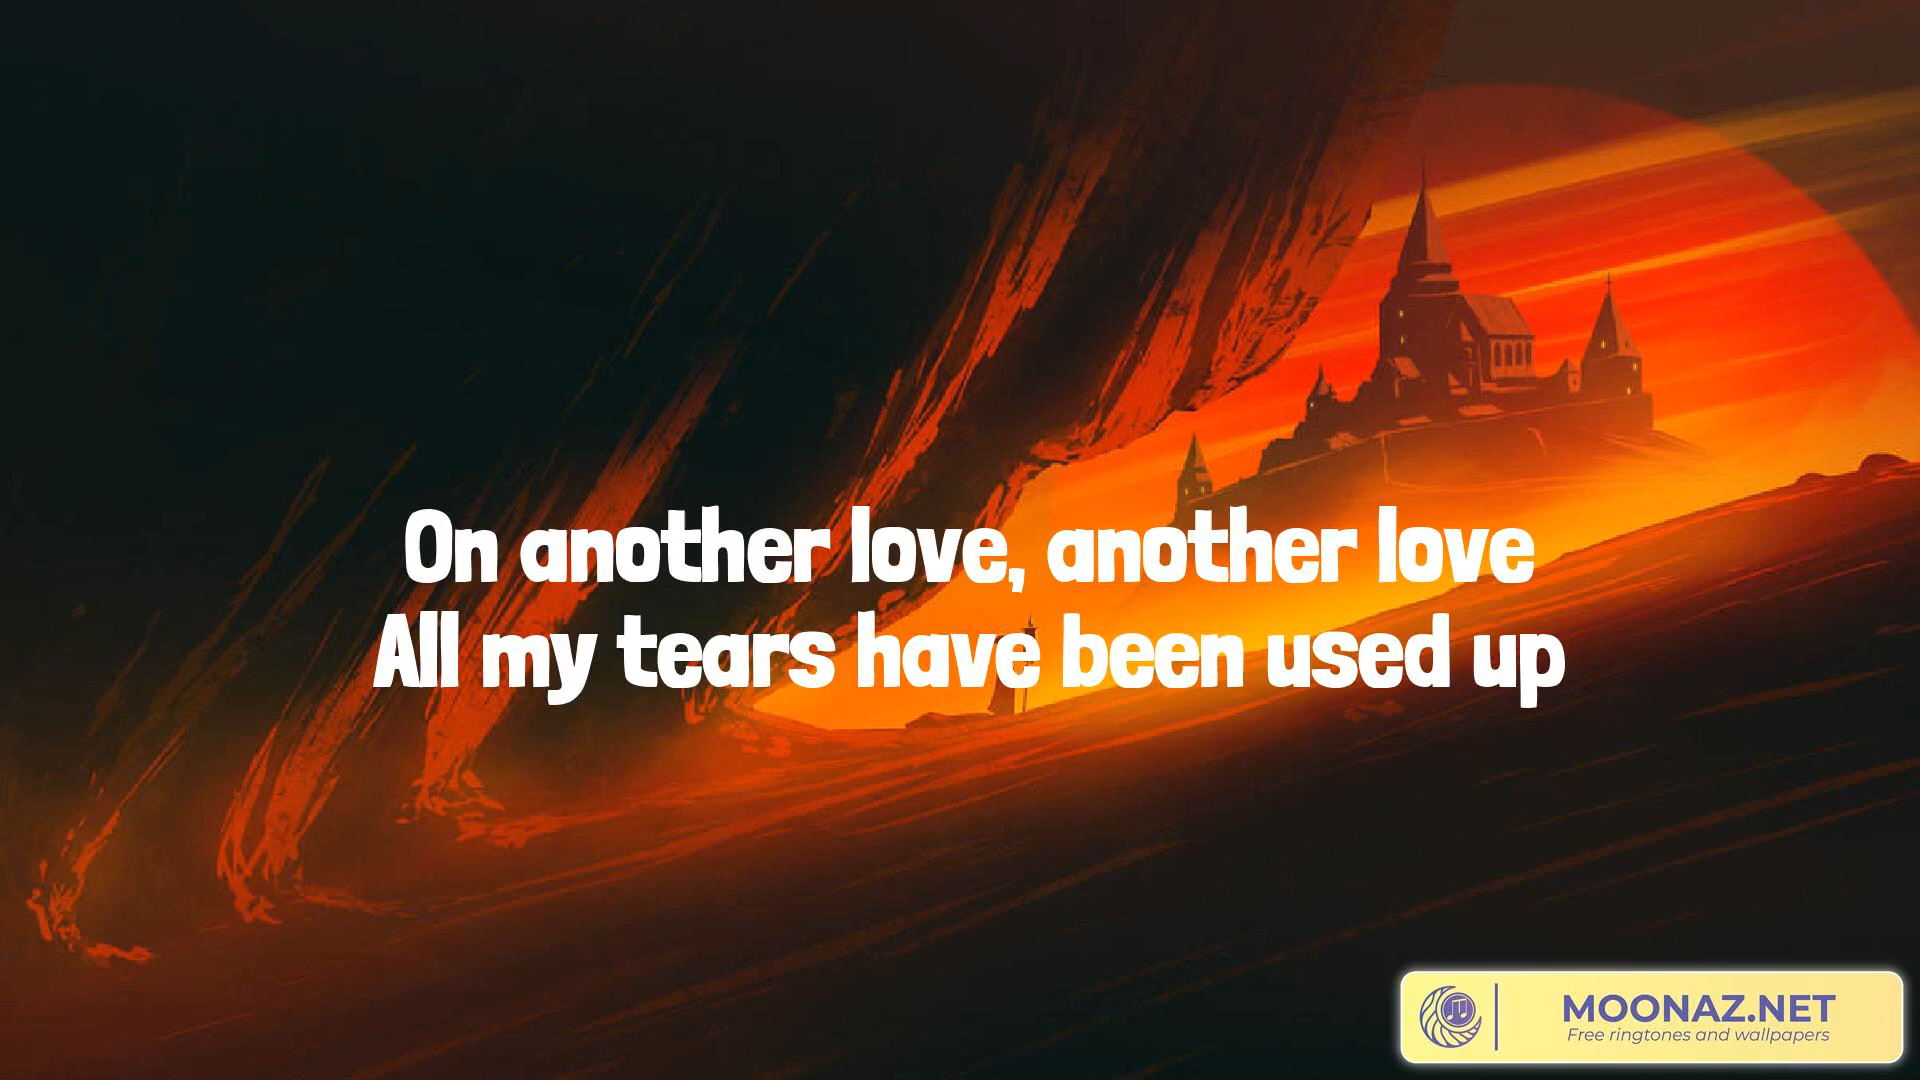 On another love, another love
All my tears have been used up
MOONAZ.NET
Free ringtones and wallpapers